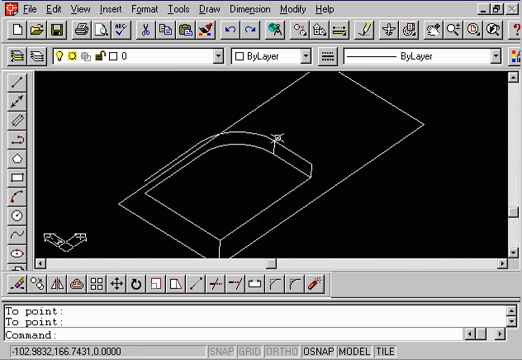 File Edit View Insert Format Tools Draw Dimension Modify Help
ABC
0 ByLayer ByLayer
To point:
To point:
Command:
-102.9832,166.7431,0.0000 SNAP GRID ORTHO OSNAP MODEL TILE